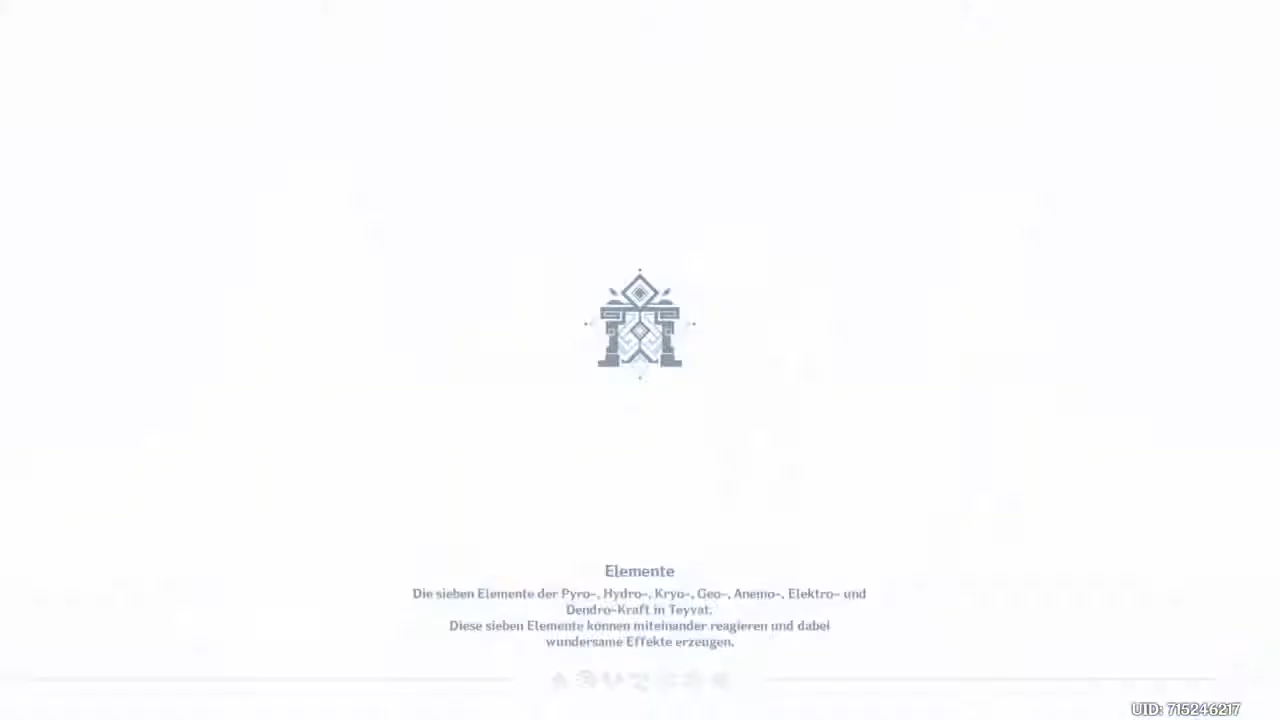 Elemente
Die sieben Elemente der Pyro-, Hydro-, Kryo-, Geo-, Anemo-, Elektro- und
Dendro-Kraft in Teyvat.
Diese sieben Elemente können miteinander reagieren und dabei
wundersame Effekte erzeugen.
UID: 715246217